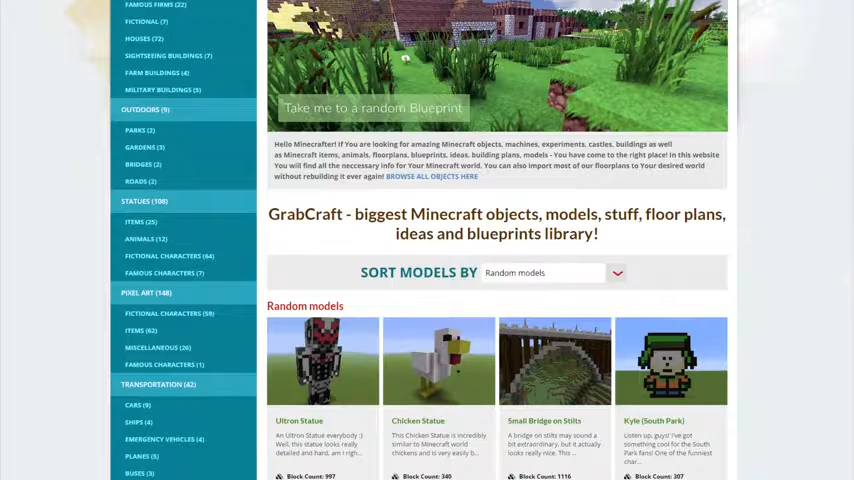 FAMOUS FIRMS (22)
FICTIONAL (7)
HOUSES (72)
SIGHTSEEING BUILDINGS (7)
FARM BUILDINGS (4)
MILITARY BUILDINGS (5)
OUTDOORS (9)
PARKS (2)
GARDENS (3)
BRIDGES (2)
ROADS (2)
STATUES (108)
ITEMS (25)
ANIMALS (12)
FICTIONAL CHARACTERS (64)
FAMOUS CHARACTERS (7)
PIXEL ART (148)
FICTIONAL CHARACTERS (59)
ITEMS (62)
MISCELLANEOUS (26)
FAMOUS CHARACTERS (1)
TRANSPORTATION (42)
CARS (9)
SHIPS (4)
EMERGENCY VEHICLES (4)
PLANES (5)
BUSES (3)
Take me to a random Blueprint
Hello Minecrafter! If You are looking for amazing Minecraft objects, machines, experiments, castles, buildings as well
as Minecraft items, animals, floorplans, blueprints, ideas, building plans, models - You have come to the right place! In this website
You will find all the neccessary info for Your Minecraft world. You can also import most of our floorplans to Your desired world
without rebuilding it ever again! BROWSE ALL OBJECTS HERE
GrabCraft - biggest Minecraft objects, models, stuff, floor plans,
ideas and blueprints library!
SORT MODELS BY Random models
Random models
Ultron Statue
An Ultron Statue everybody :)
Well, this statue looks really
detailed and hard, am I righ...
Block Count: 997
Chicken Statue
This Chicken Statue is incredibly
similar to Minecraft world
chickens and is very easily b...
Block Count: 340
Small Bridge on Stilts
A bridge on stilts may sound a
bit extraordinary, but it actually
looks really nice. This ...
Block Count: 1116
Kyle (South Park)
Listen up, guys! I've got
something cool for the South
Park fans! One of the funniest
char...
Block Count: 307